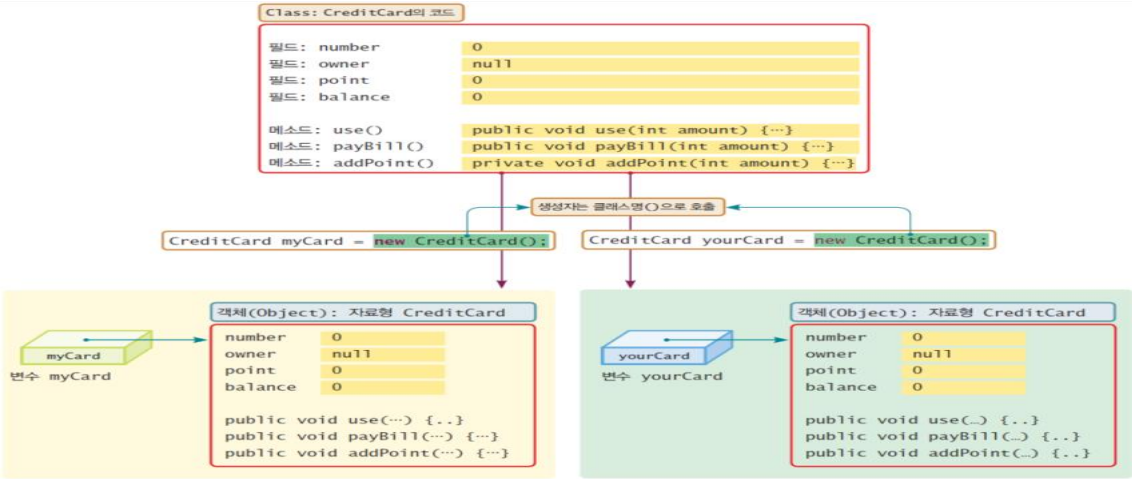 Class: CreditCard의 코드
필드: number 0
필드: owner null
필드: point 0
필드: balance 0
메소드: use() public void use(int amount) {…}
메소드: payBill() public void payBill(int amount) {…}
메소드: addPoint() private void addPoint(int amount) {…}
생성자는 클래스명()으로 호출
CreditCard myCard = new CreditCard();
CreditCard yourCard = new CreditCard();
객체(Object): 자료형 CreditCard
number 0
owner null
point 0
balance 0
public void use(…) {..}
public void payBill(…) {…}
public void addPoint(…) {…}
myCard
변수 myCard
객체(Object): 자료형 CreditCard
number 0
owner null
point 0
balance 0
public void use(…) {..}
public void payBill(…) {..}
public void addPoint(…) {..}
yourCard
변수 yourCard